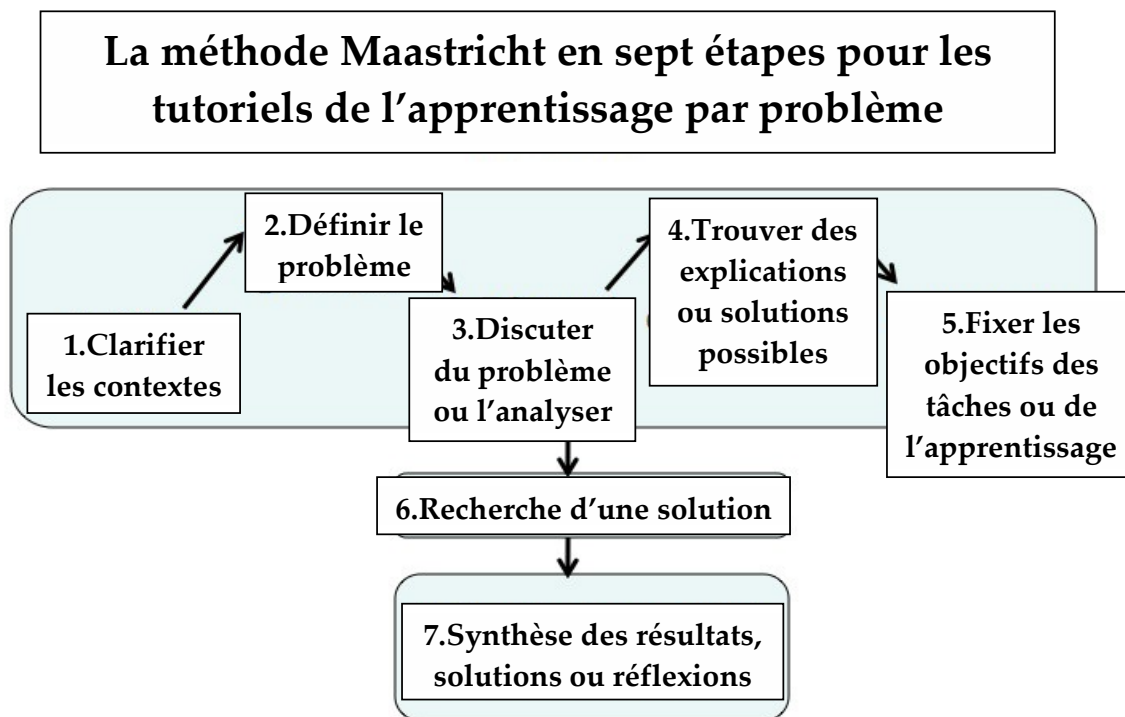 La méthode Maastricht en sept étapes pour les
tutoriels de l’apprentissage par problème
1.Clarifier
les contextes
2.Définir le
problème
3.Discuter
du problème
ou l’analyser
4.Trouver des
explications
ou solutions
possibles
5.Fixer les
objectifs des
tâches ou de
l’apprentissage
6.Recherche d’une solution
7.Synthèse des résultats,
solutions ou réflexions